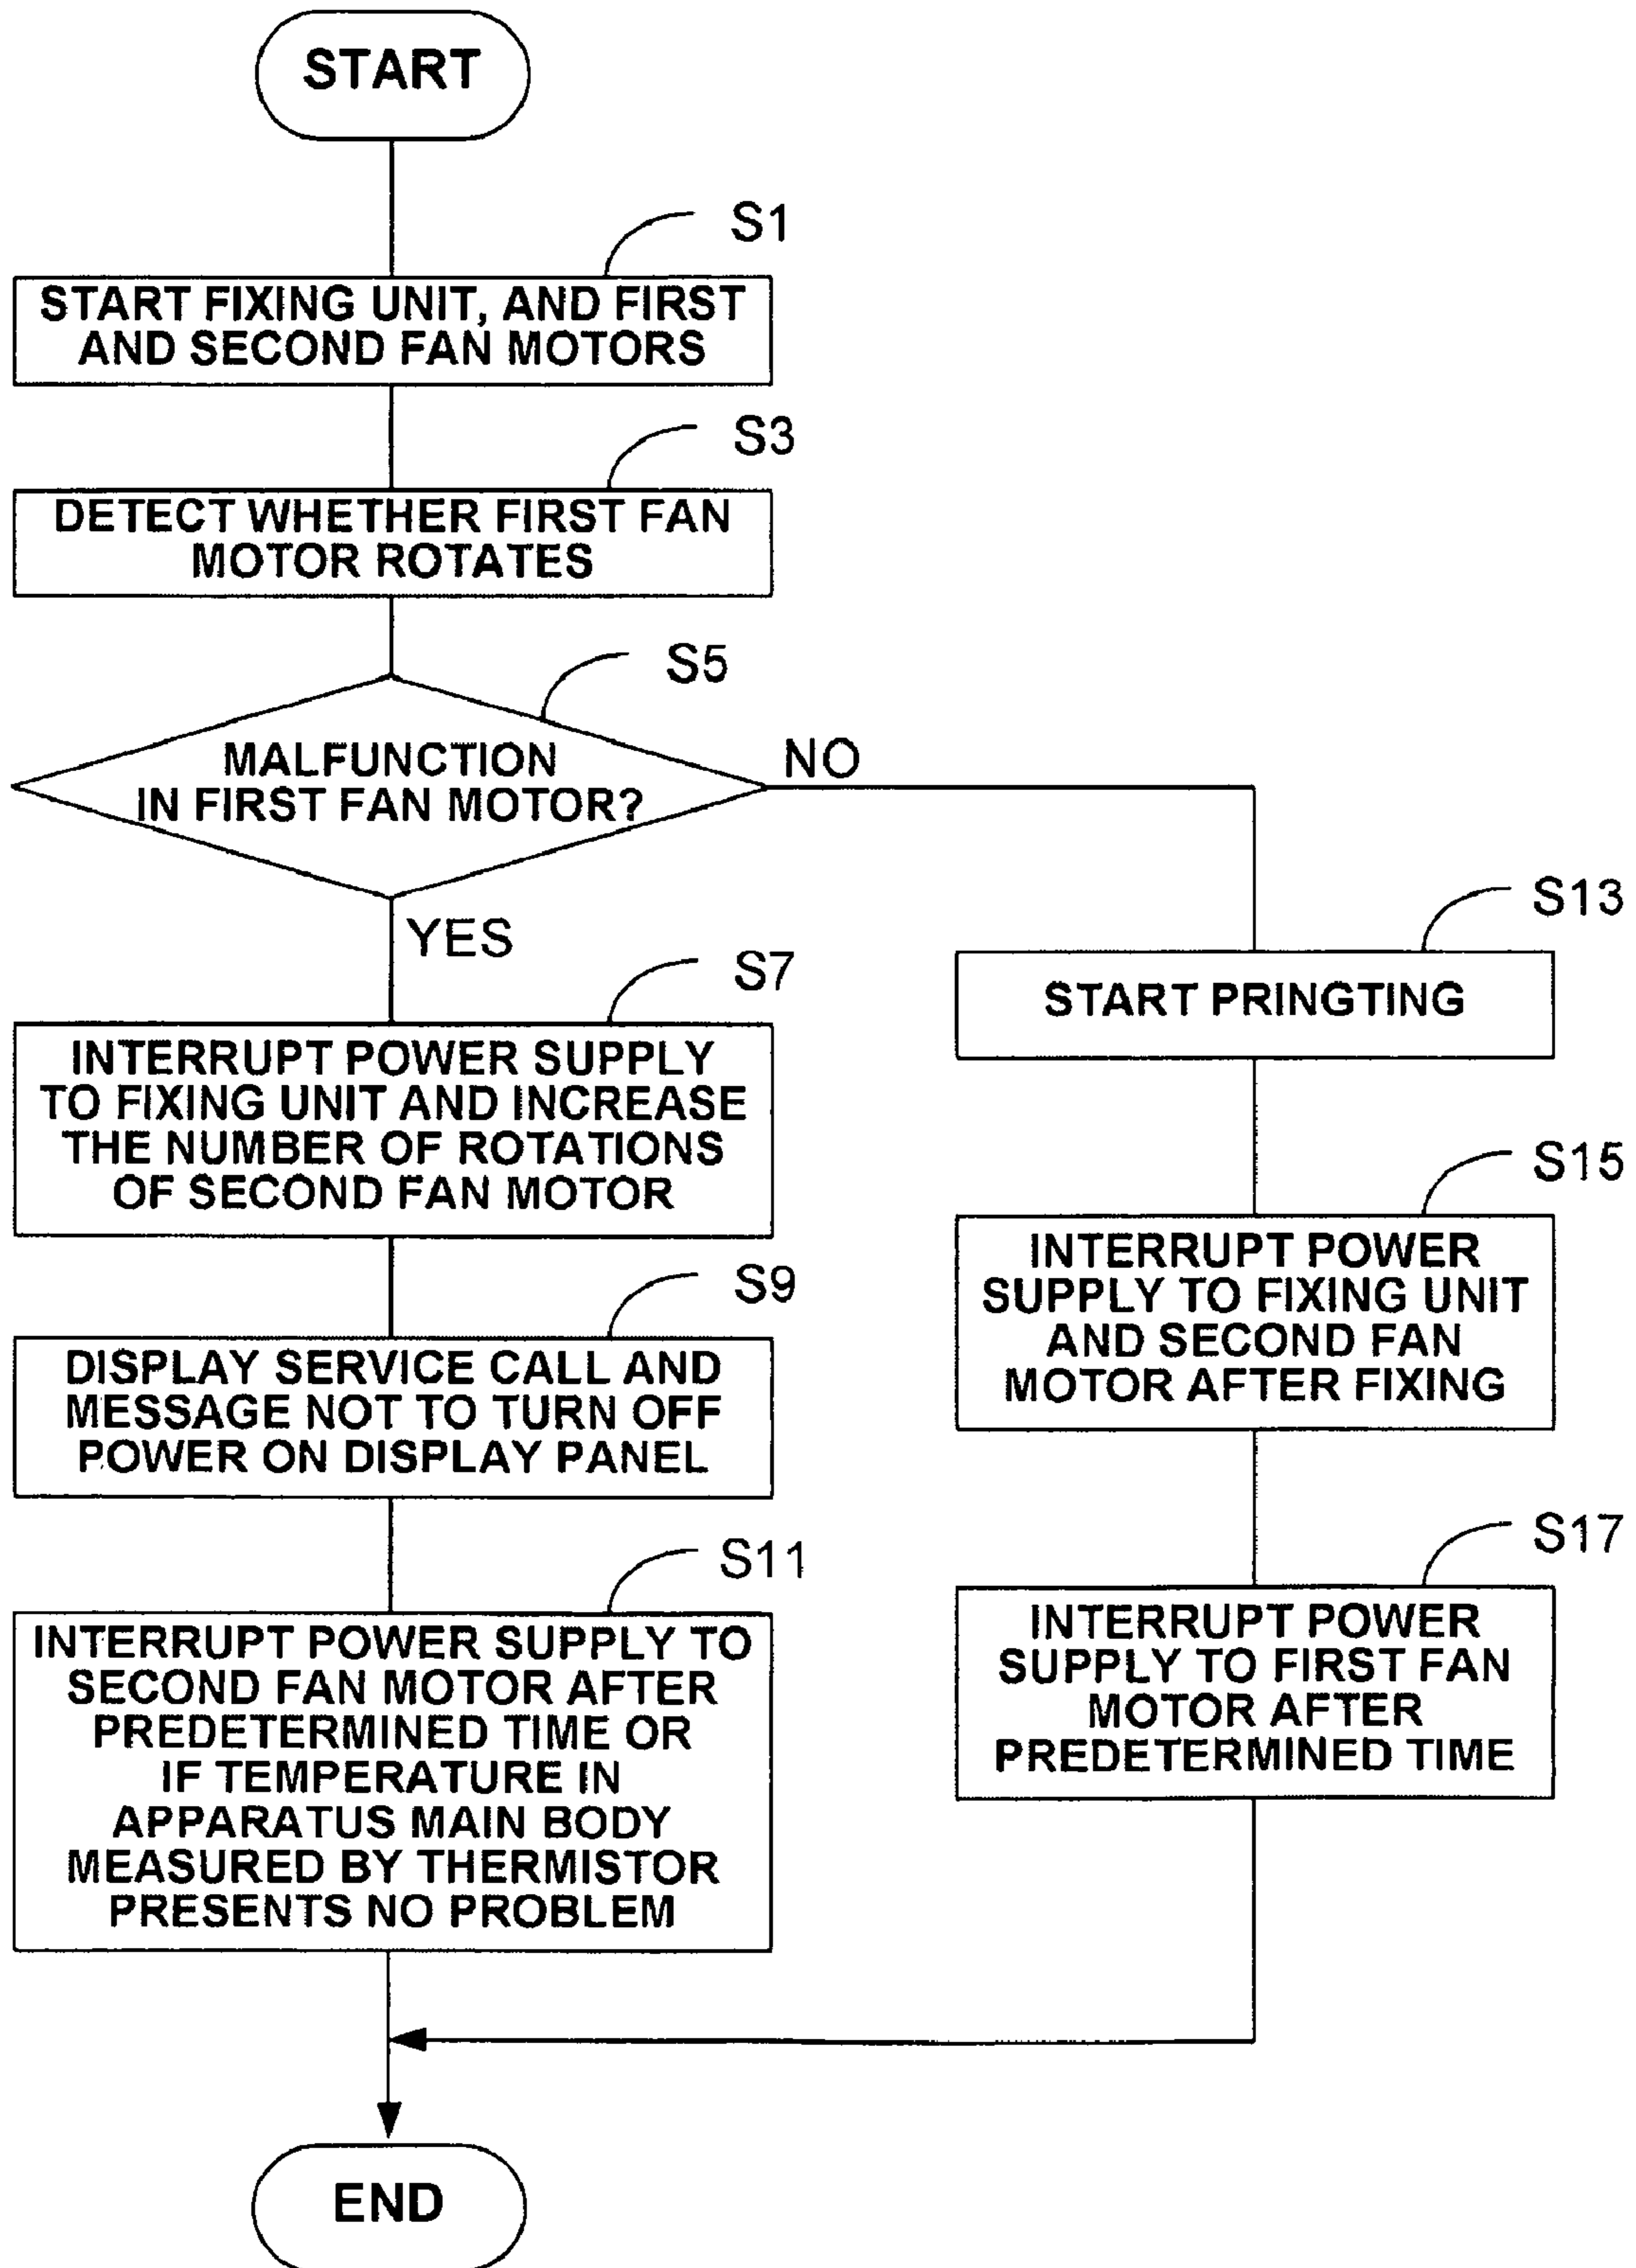 START
S1
START FIXING UNIT, AND FIRST
AND SECOND FAN MOTORS
S3
DETECT WHETHER FIRST FAN
MOTOR ROTATES
S5
MALFUNCTION
IN FIRST FAN MOTOR?
NO
YES
S7
INTERRUPT POWER SUPPLY
TO FIXING UNIT AND INCREASE
THE NUMBER OF ROTATIONS
OF SECOND FAN MOTOR
S9
DISPLAY SERVICE CALL AND
MESSAGE NOT TO TURN OFF
POWER ON DISPLAY PANEL
S11
INTERRUPT POWER SUPPLY TO
SECOND FAN MOTOR AFTER
PREDETERMINED TIME OR
IF TEMPERATURE IN
APPARATUS MAIN BODY
MEASURED BY THERMISTOR
PRESENTS NO PROBLEM
S13
START PRINGTING
S15
INTERRUPT POWER
SUPPLY TO FIXING UNIT
AND SECOND FAN
MOTOR AFTER FIXING
S17
INTERRUPT POWER
SUPPLY TO FIRST FAN
MOTOR AFTER
PREDETERMINED TIME
END